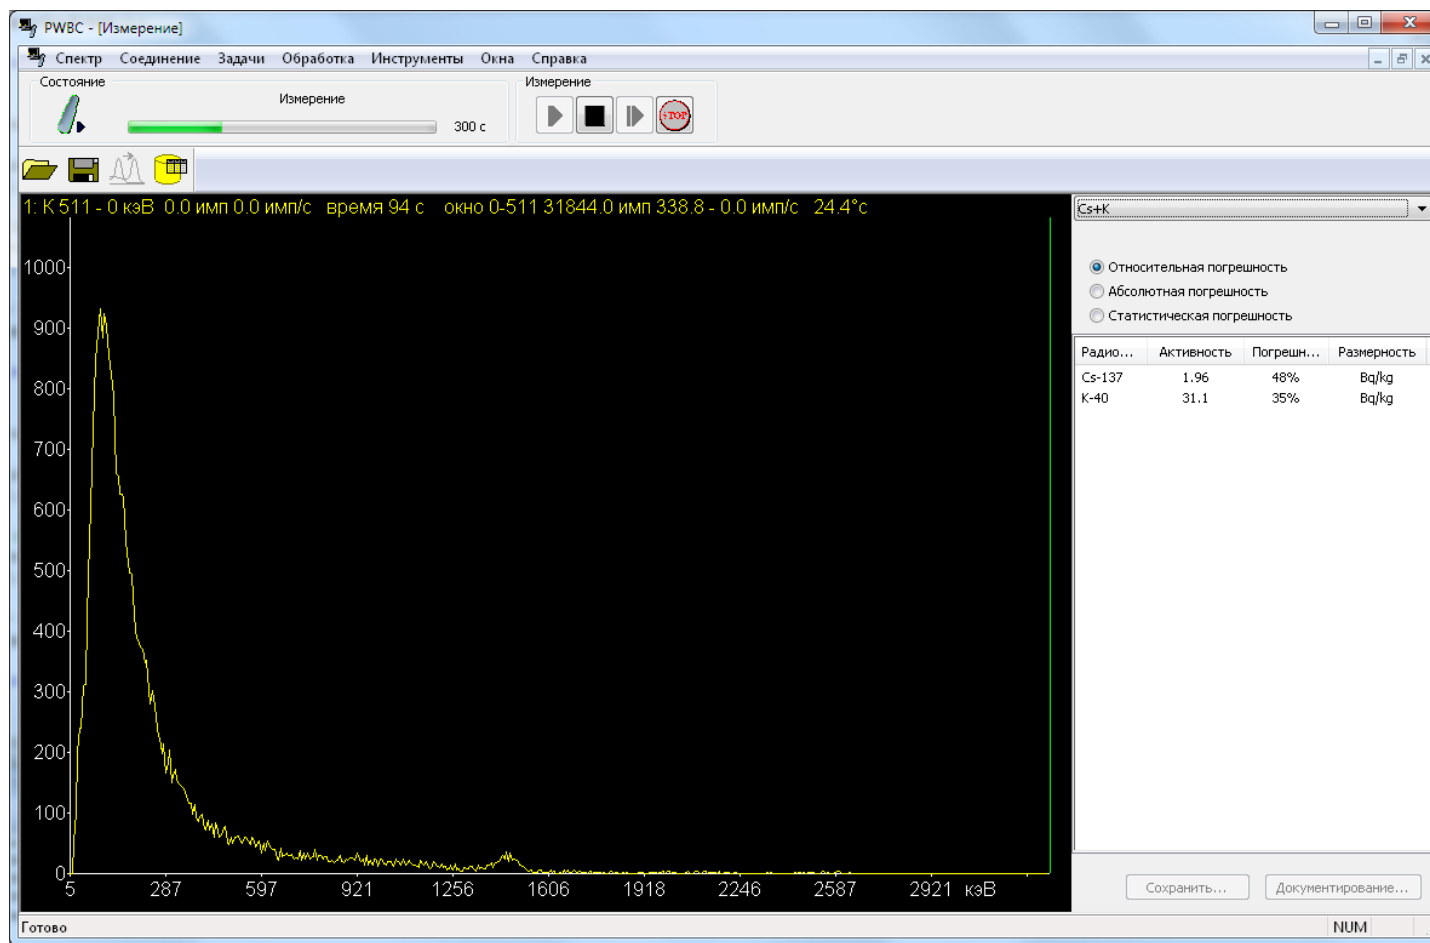 PWBC - [Измерение]
Спектр Соединение Задачи Обработка Инструменты Окна Справка
Состояние
Измерение
300 с
Измерение
STOP
1: К 511 - 0 кэВ 0.0 имп 0.0 имп/с время 94 с окно 0-511 31844.0 имп 338.8 - 0.0 имп/с 24.4°с
1000
900
800
700
600
500
400
300
200
100
0
5 287 597 921 1256 1606 1918 2246 2587 2921 кэВ
Cs+K
Относительная погрешность
Абсолютная погрешность
Статистическая погрешность
Радио... Активность Погрешн... Размерность
Cs-137 1.96 48% Bq/kg
K-40 31.1 35% Bq/kg
Сохранить... Документирование...
Готово NUM